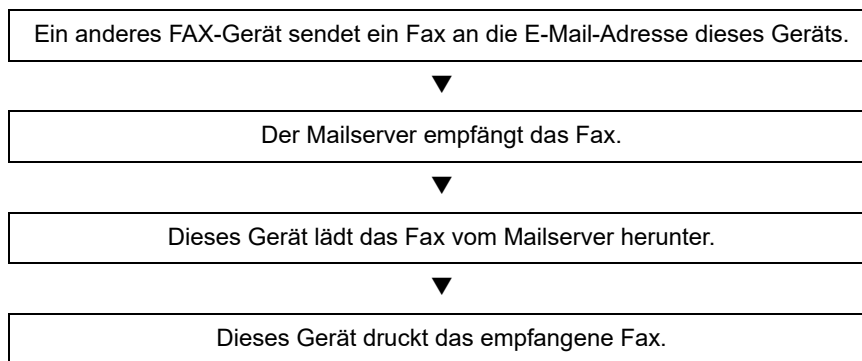 Ein anderes FAX-Gerät sendet ein Fax an die E-Mail-Adresse dieses Geräts.
▼
Der Mailserver empfängt das Fax.
▼
Dieses Gerät lädt das Fax vom Mailserver herunter.
▼
Dieses Gerät druckt das empfangene Fax.